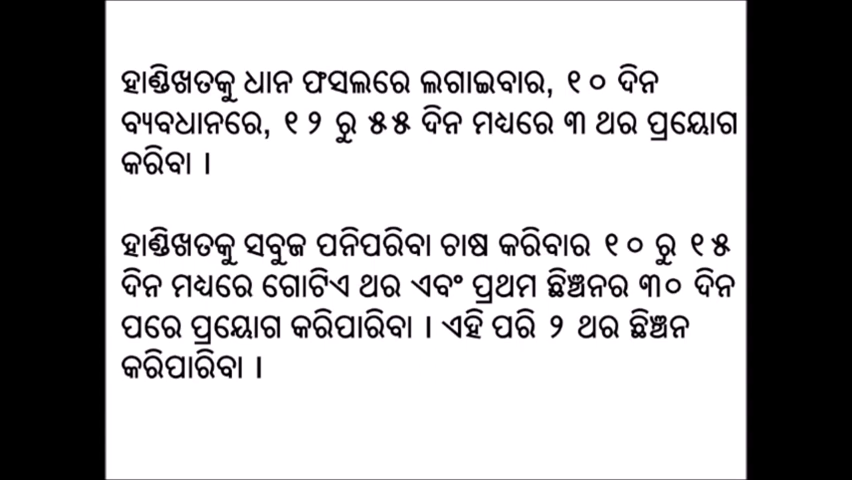 ହାଣ୍ଡିଖତକୁ ଧାନ ଫସଲରେ ଲଗାଇବାର, ୧୦ ଦିନ
ବ୍ୟବଧାନରେ, ୧୨ ରୁ ୫୫ ଦିନ ମଧ୍ୟରେ ୩ ଥର ପ୍ରୟୋଗ
କରିବା ।
ହାଣ୍ଡିଖତକୁ ସବୁଜ ପନିପରିବା ଚାଷ କରିବାର ୧୦ ରୁ ୧୫
ଦିନ ମଧ୍ୟରେ ଗୋଟିଏ ଥର ଏବଂ ପ୍ରଥମ ଛିଞ୍ଚନର ୩୦ ଦିନ
ପରେ ପ୍ରୟୋଗ କରିପାରିବା । ଏହି ପରି ୨ ଥର ଛିଞ୍ଚନ
କରିପାରିବା ।